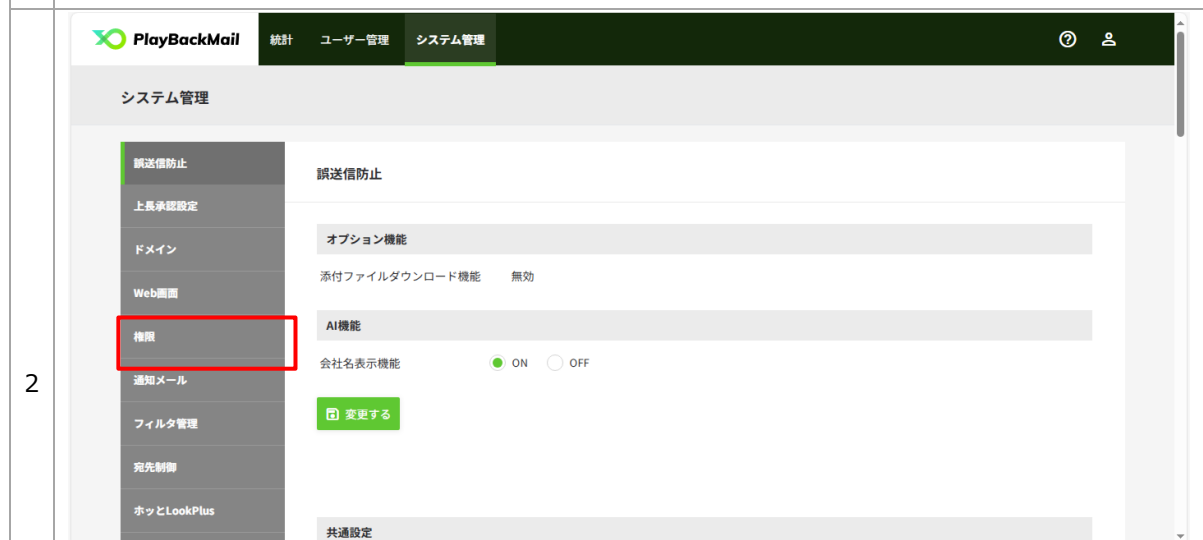 PlayBackMail 統計 ユーザー管理 システム管理
システム管理
誤送信防止
上長承認設定
ドメイン
Web画面
権限
通知メール
フィルタ管理
宛先制御
ホッとLookPlus
誤送信防止
オプション機能
添付ファイルダウンロード機能 無効
AI機能
会社名表示機能 ON OFF
変更する
共通設定
2